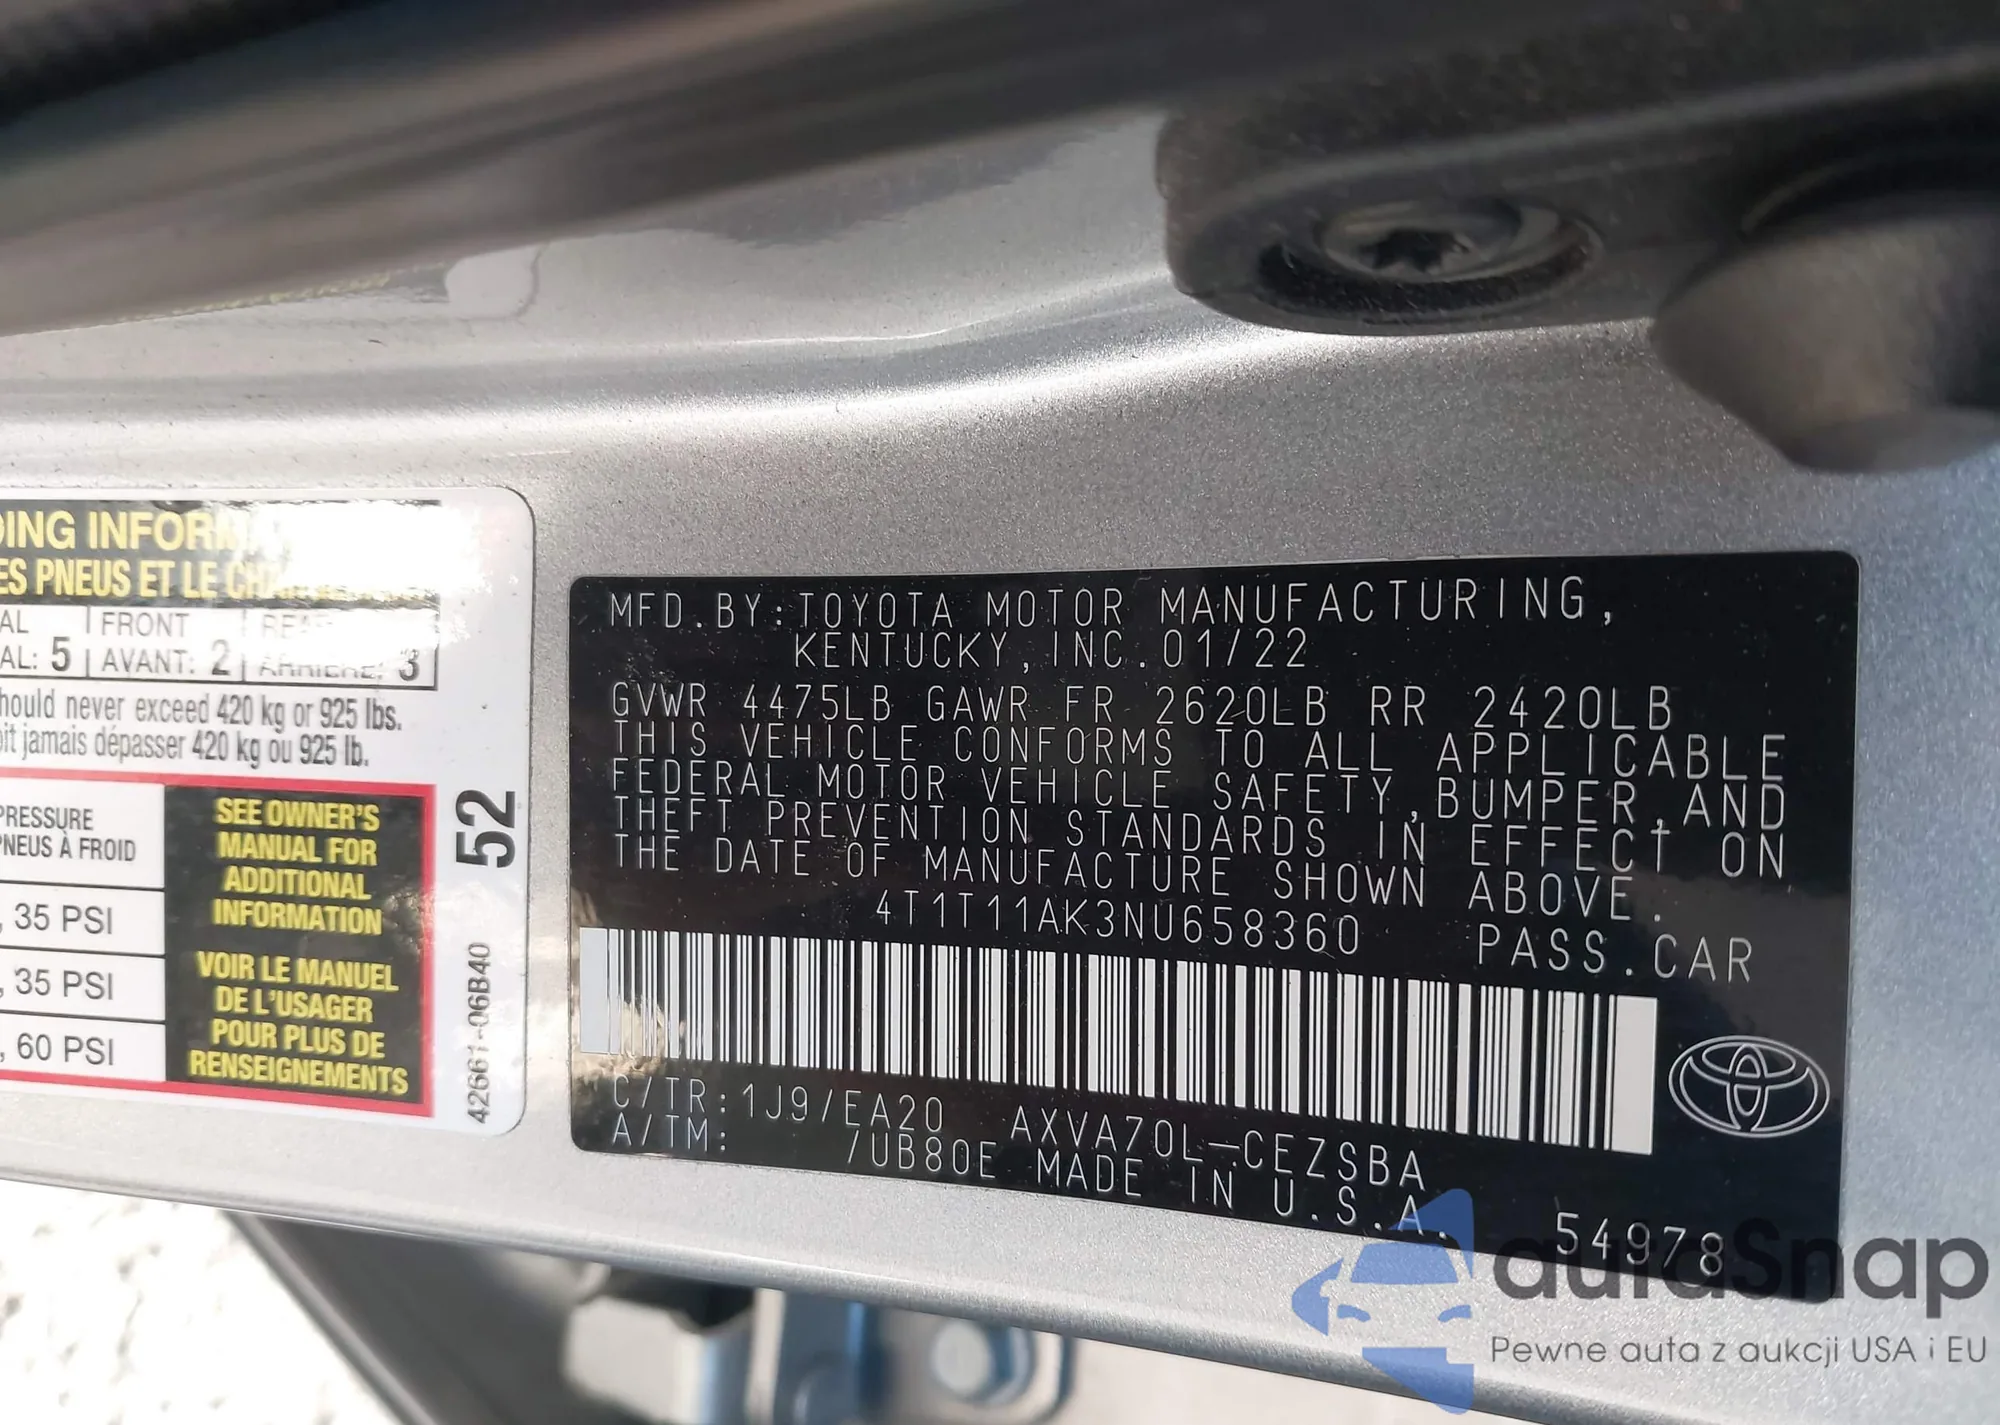 ING INFORM
ES PNEUS ET LE
AL FRONT
AL: 5 AVANT: 2 ARRIÈRE: 3
hould never exceed 420 kg or 925 lbs.
oit jamais dépasser 420 kg ou 925 lb.
PRESSURE
PNEUS À FROID
, 35 PSI
, 35 PSI
, 60 PSI
SEE OWNER'S
MANUAL FOR
ADDITIONAL
INFORMATION
VOIR LE MANUEL
DE L'USAGER
POUR PLUS DE
RENSEIGNEMENTS
52
42661-06B40
MFD.BY:TOYOTA MOTOR MANUFACTURING,
KENTUCKY,INC.01/22
GVWR 4475LB GAWR FR 2620LB RR 2420LB
THIS VEHICLE CONFORMS TO ALL APPLICABLE
FEDERAL MOTOR VEHICLE SAFETY,BUMPER,AND
THEFT PREVENTION STANDARDS IN EFFECT ON
THE DATE OF MANUFACTURE SHOWN ABOVE.
4T1T11AK3NU658360 PASS.CAR
C/TR:1J9/EA20 AXVA70L-CEZSBA
A/TM: /UB80E MADE IN U.S.A.
54978
autaSnap
Pewne auta z aukcji USA i EU